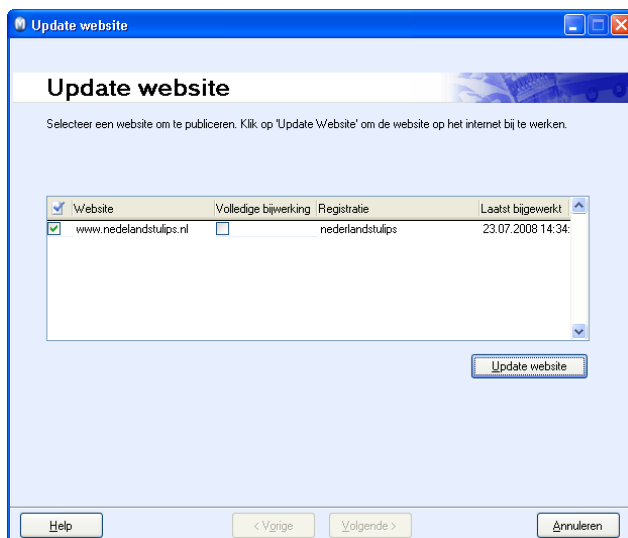 Update website
Update website
Selecteer een website om te publiceren. Klik op 'Update Website' om de website op het internet bij te werken.
Website Volledige bijwerking Registratie Laatst bijgewerkt
www.nedelandstulips.nl nederlandstulips 23.07.2008 14:34:
Update website
Help < Vorige Volgende > Annuleren